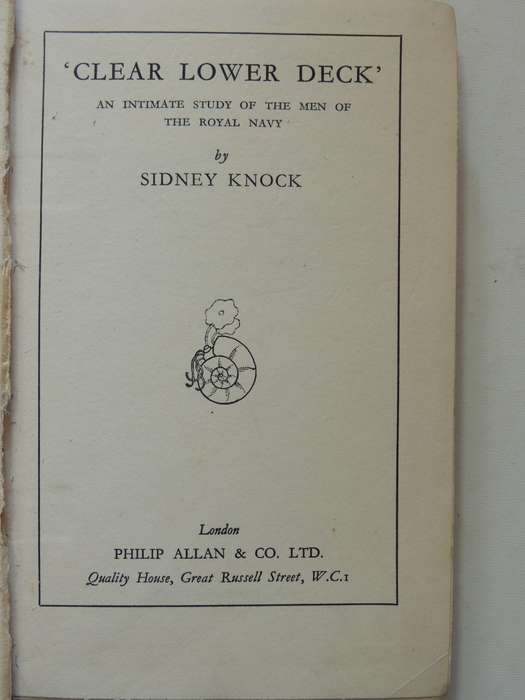 ‘CLEAR LOWER DECK’
AN INTIMATE STUDY OF THE MEN OF
THE ROYAL NAVY
by
SIDNEY KNOCK
London
PHILIP ALLAN & CO. LTD.
Quality House, Great Russell Street, W.C.1